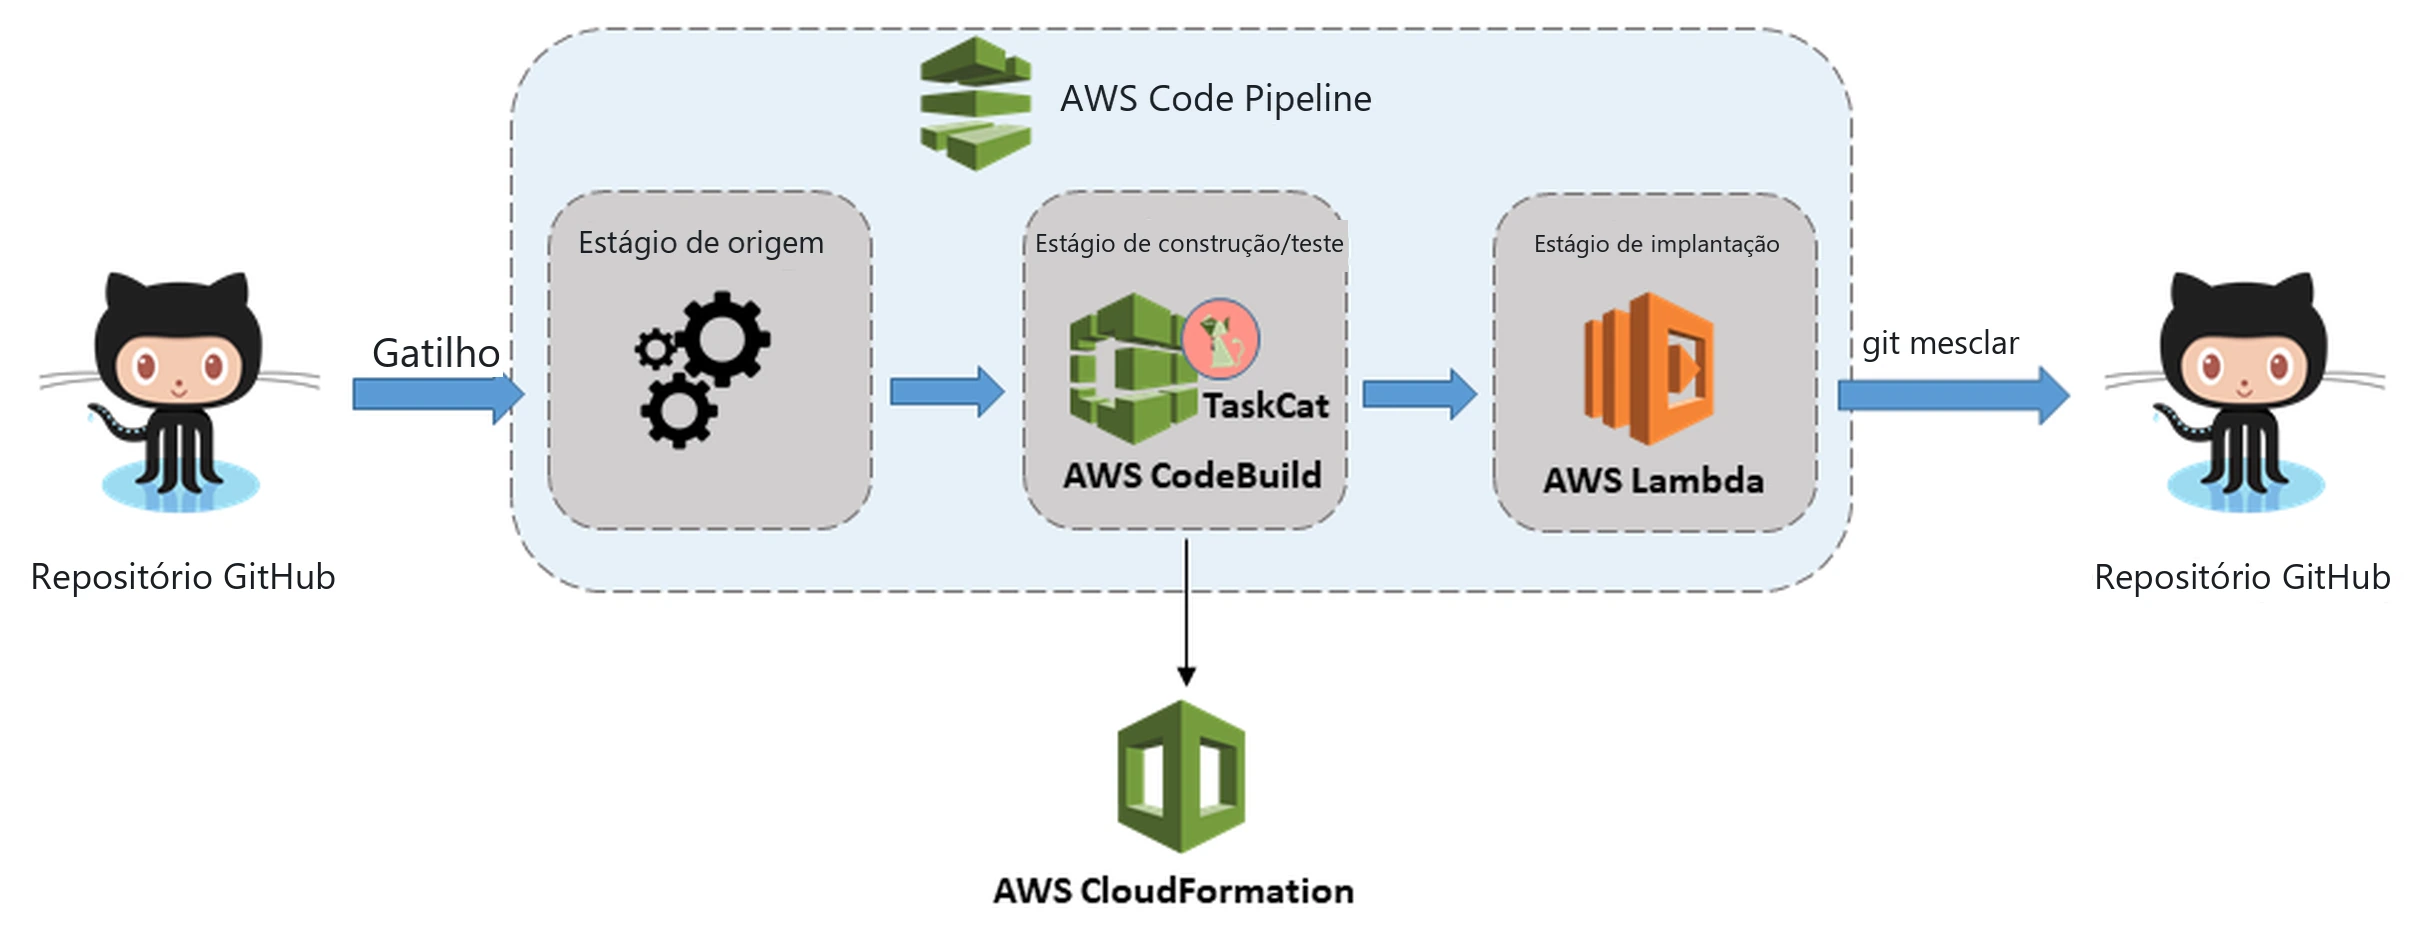 AWS Code Pipeline
Estágio de origem
Estágio de construção/teste
Estágio de implantação
Gatilho
git mesclar
TaskCat
AWS CodeBuild
AWS Lambda
Repositório GitHub
Repositório GitHub
AWS CloudFormation